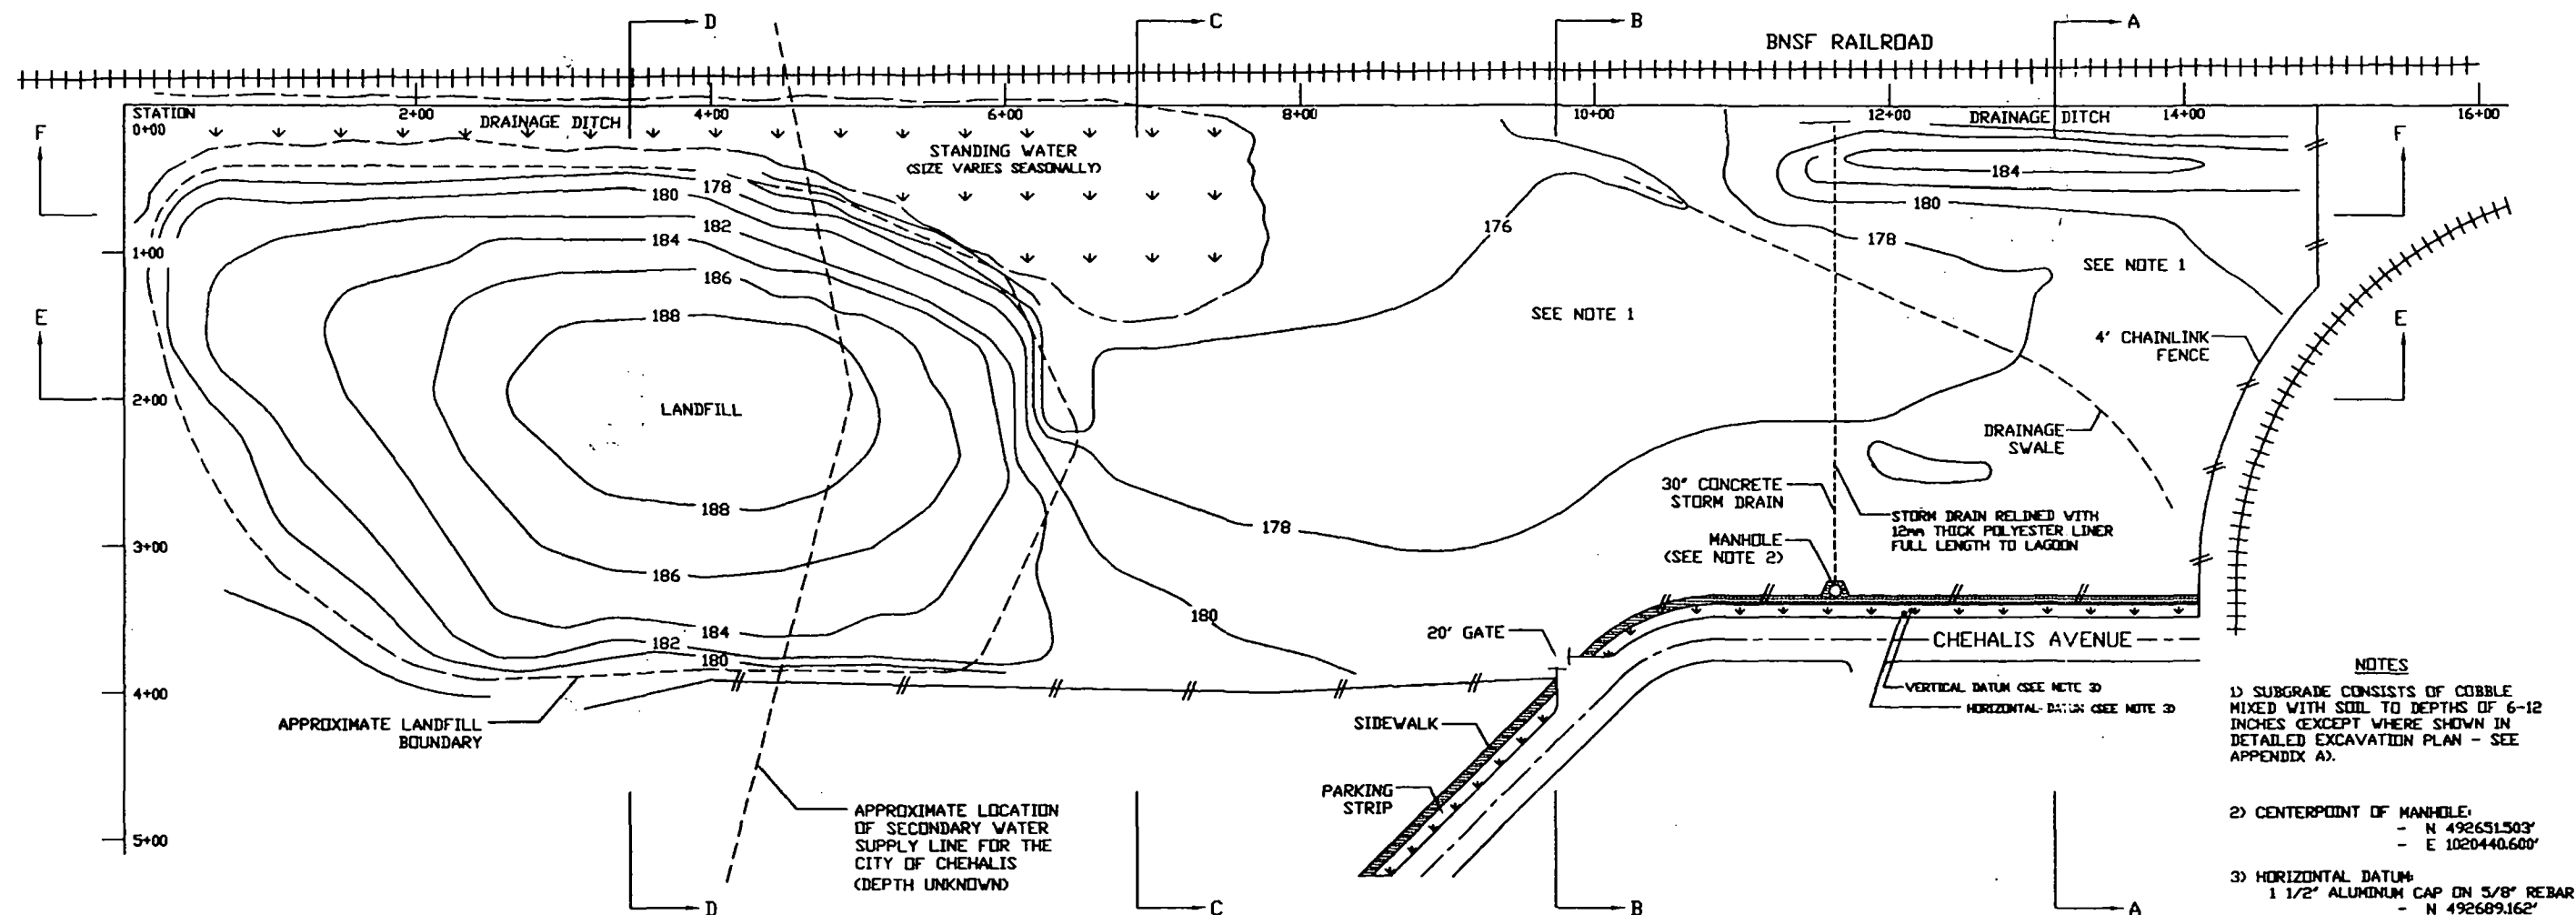 D
C
B
A
BNSF RAILROAD
STATION
0+00
2+00
4+00
6+00
8+00
10+00
12+00
14+00
16+00
DRAINAGE DITCH
DRAINAGE DITCH
F
F
STANDING WATER
(SIZE VARIES SEASONALLY)
184
178
180
180
176
182
178
184
1+00
SEE NOTE 1
186
SEE NOTE 1
E
E
188
4' CHAINLINK
FENCE
2+00
LANDFILL
DRAINAGE
SWALE
30" CONCRETE
STORM DRAIN
188
STORM DRAIN RELINED WITH
12mm THICK POLYESTER LINER
FULL LENGTH TO LAGOON
178
3+00
MANHOLE
(SEE NOTE 2)
186
180
184
20' GATE
CHEHALIS AVENUE
182
180
4+00
VERTICAL DATUM (SEE NOTE 3)
HORIZONTAL DATUM (SEE NOTE 3)
APPROXIMATE LANDFILL
BOUNDARY
SIDEWALK
PARKING
STRIP
APPROXIMATE LOCATION
OF SECONDARY WATER
SUPPLY LINE FOR THE
CITY OF CHEHALIS
(DEPTH UNKNOWN)
5+00
D
C
B
A
NOTES
1) SUBGRADE CONSISTS OF COBBLE
MIXED WITH SOIL TO DEPTHS OF 6-12
INCHES (EXCEPT WHERE SHOWN IN
DETAILED EXCAVATION PLAN - SEE
APPENDIX A).
2) CENTERPOINT OF MANHOLE:
- N 492651.503'
- E 1020440.600'
3) HORIZONTAL DATUM:
1 1/2" ALUMINUM CAP ON 5/8" REBAR
- N 492689.162'